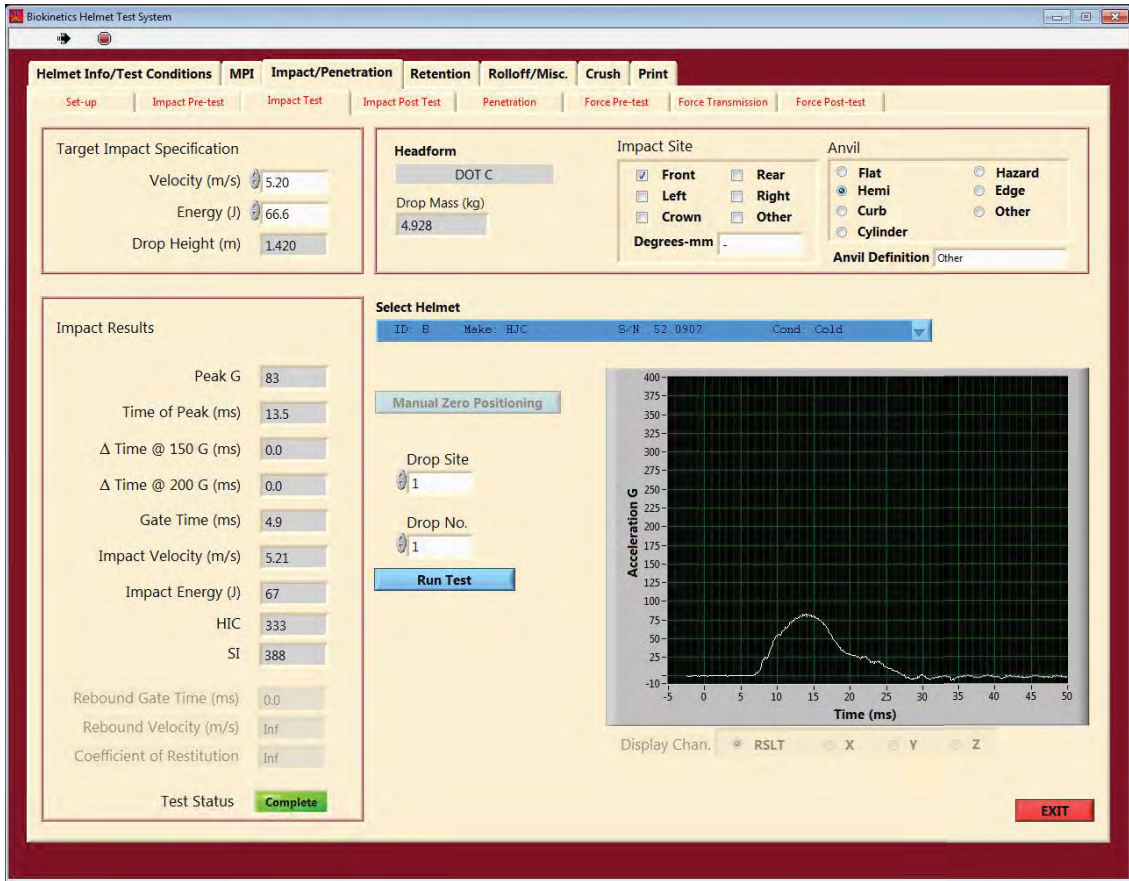 Biokinetics Helmet Test System
Helmet Info/Test Conditions MPI Impact/Penetration Retention Rolloff/Misc. Crush Print
Set-up Impact Pre-test Impact Test Impact Post Test Penetration Force Pre-test Force Transmission Force Post-test
Target Impact Specification
Velocity (m/s) 5.20
Energy (J) 66.6
Drop Height (m) 1.420
Headform
DOT C
Drop Mass (kg)
4.928
Impact Site
Front Rear
Left Right
Crown Other
Degrees-mm -
Anvil
Flat Hazard
Hemi Edge
Curb Other
Cylinder
Anvil Definition Other
Impact Results
Peak G 83
Time of Peak (ms) 13.5
Δ Time @ 150 G (ms) 0.0
Δ Time @ 200 G (ms) 0.0
Gate Time (ms) 4.9
Impact Velocity (m/s) 5.21
Impact Energy (J) 67
HIC 333
SI 388
Rebound Gate Time (ms) 0.0
Rebound Velocity (m/s) Inf
Coefficient of Restitution Inf
Test Status Complete
Select Helmet
ID: B Make: HJC S/N: 52 0907 Cond: Cold
Manual Zero Positioning
Drop Site
1
Drop No.
1
Run Test
Acceleration G
400
375
350
325
300
275
250
225
200
175
150
125
100
75
50
25
-10
-5 0 5 10 15 20 25 30 35 40 45 50
Time (ms)
Display Chan. RSLT X Y Z
EXIT